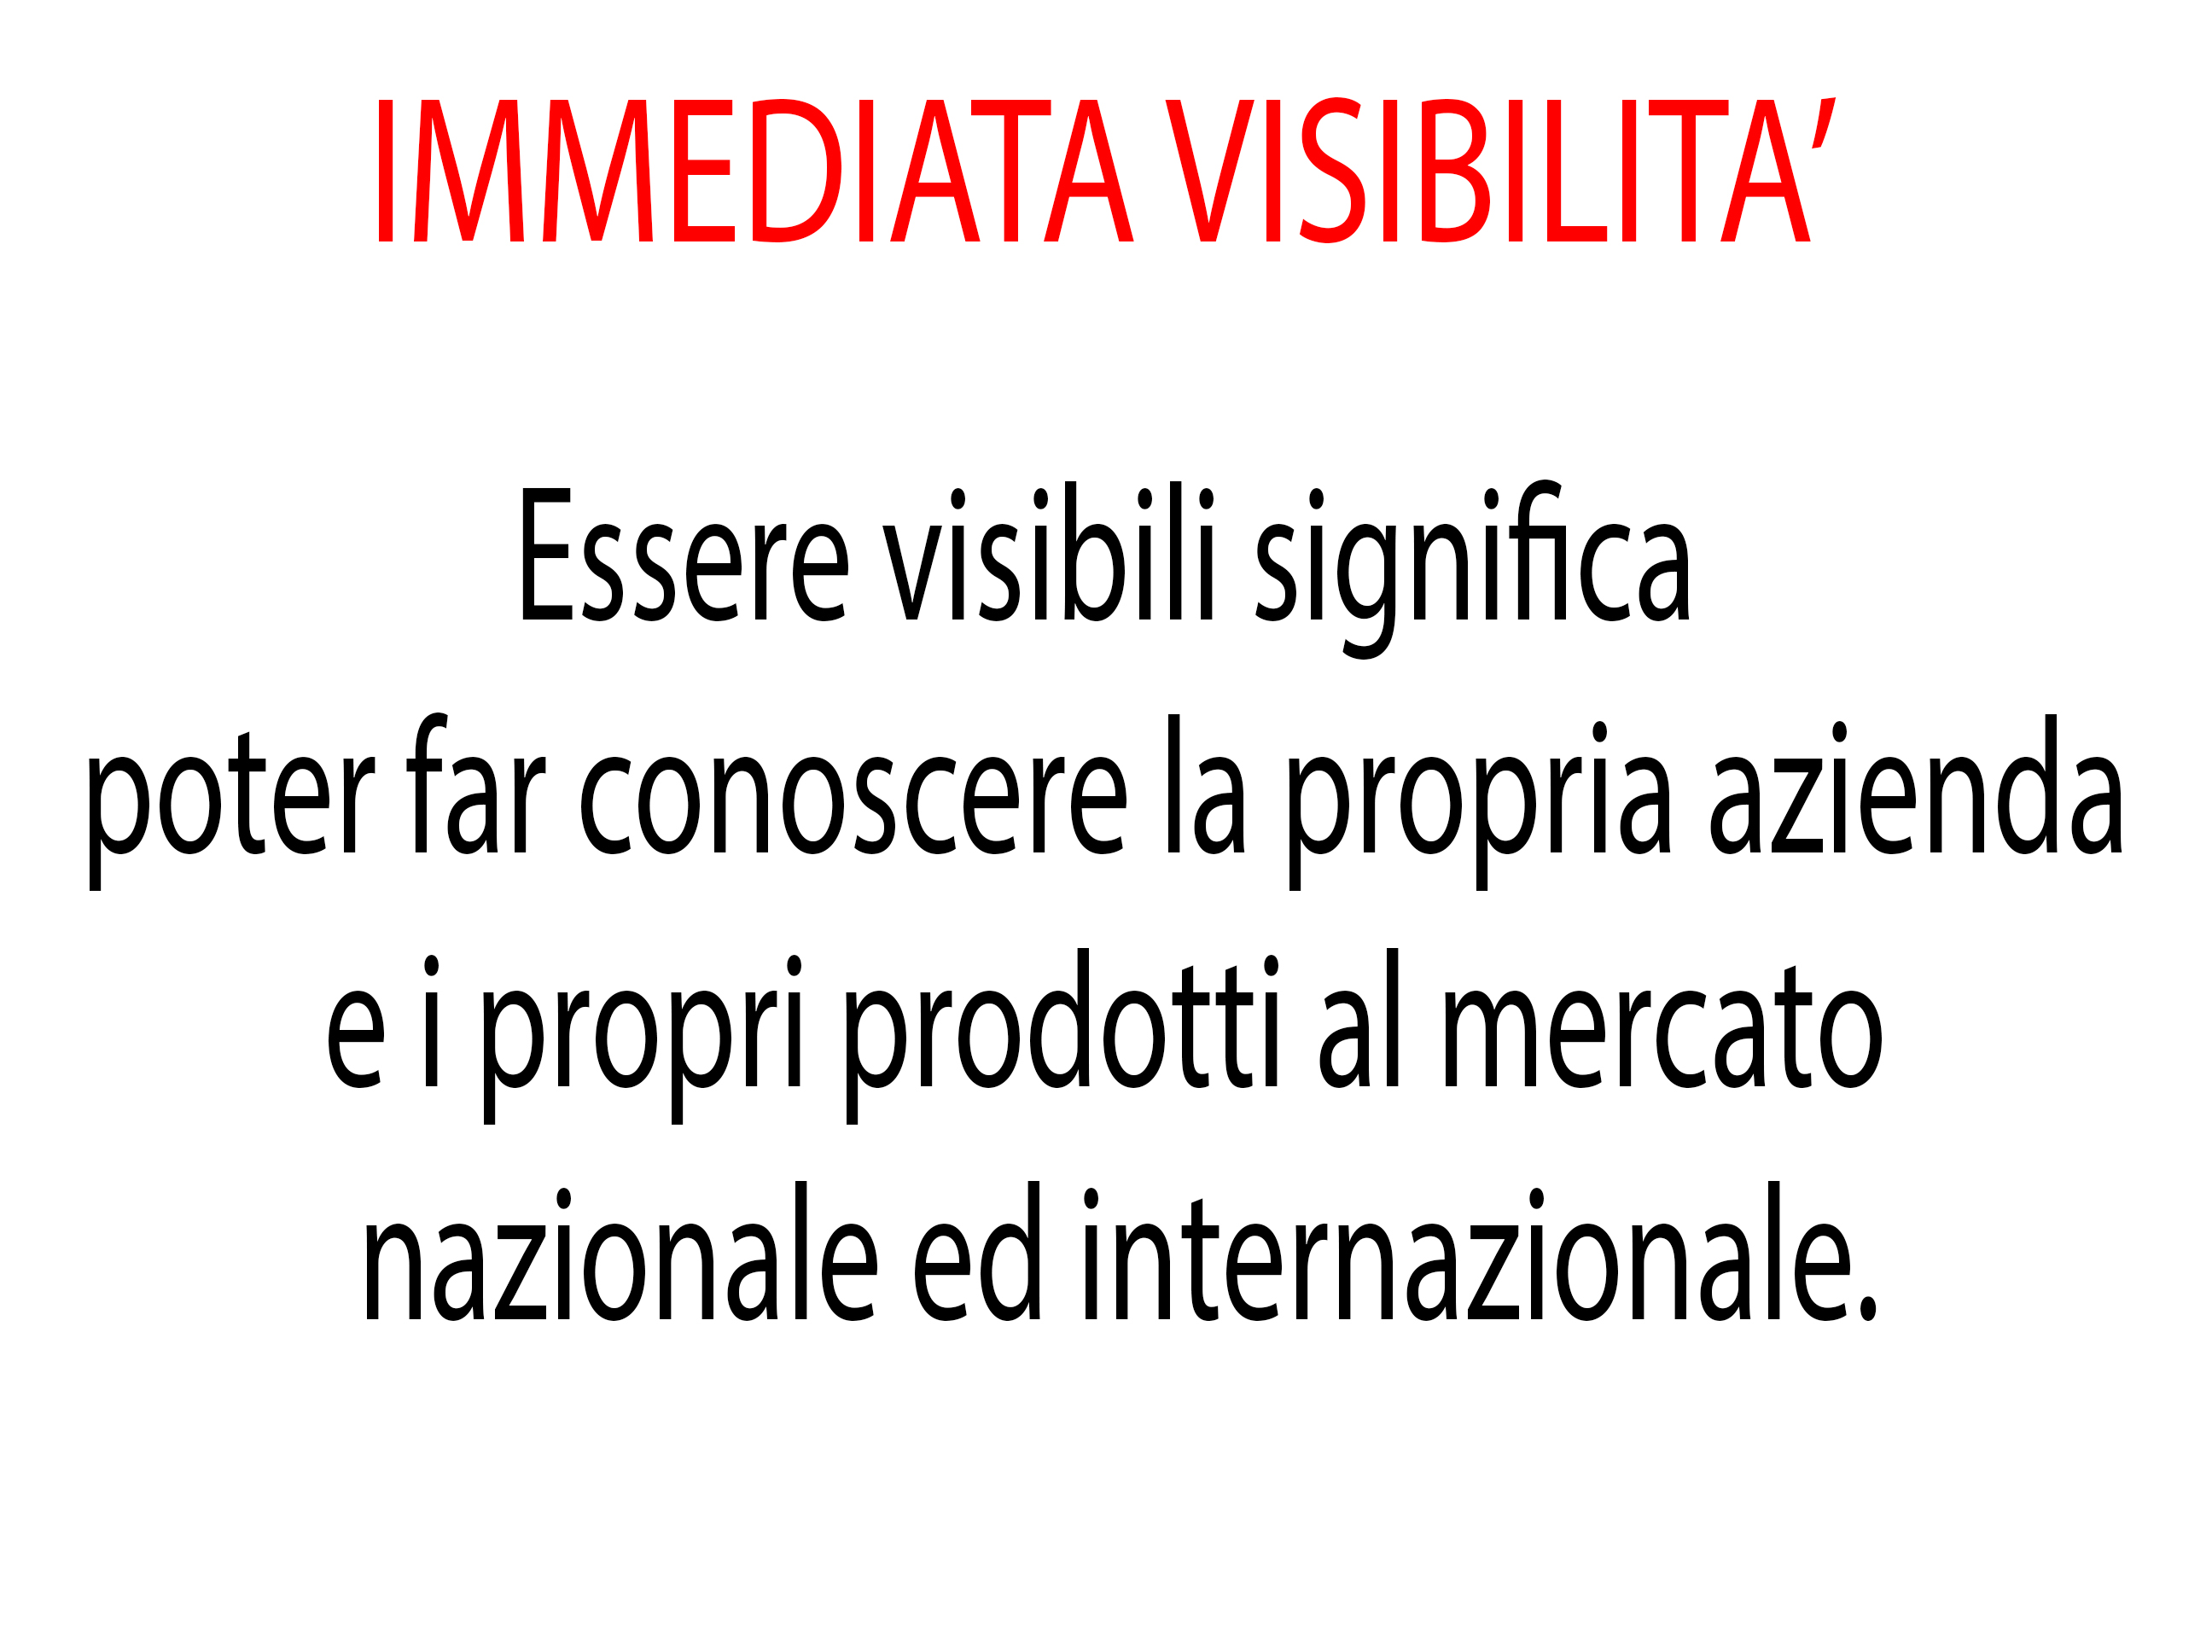 IMMEDIATA VISIBILITA’
Essere visibili significa
poter far conoscere la propria azienda
e i propri prodotti al mercato
nazionale ed internazionale.